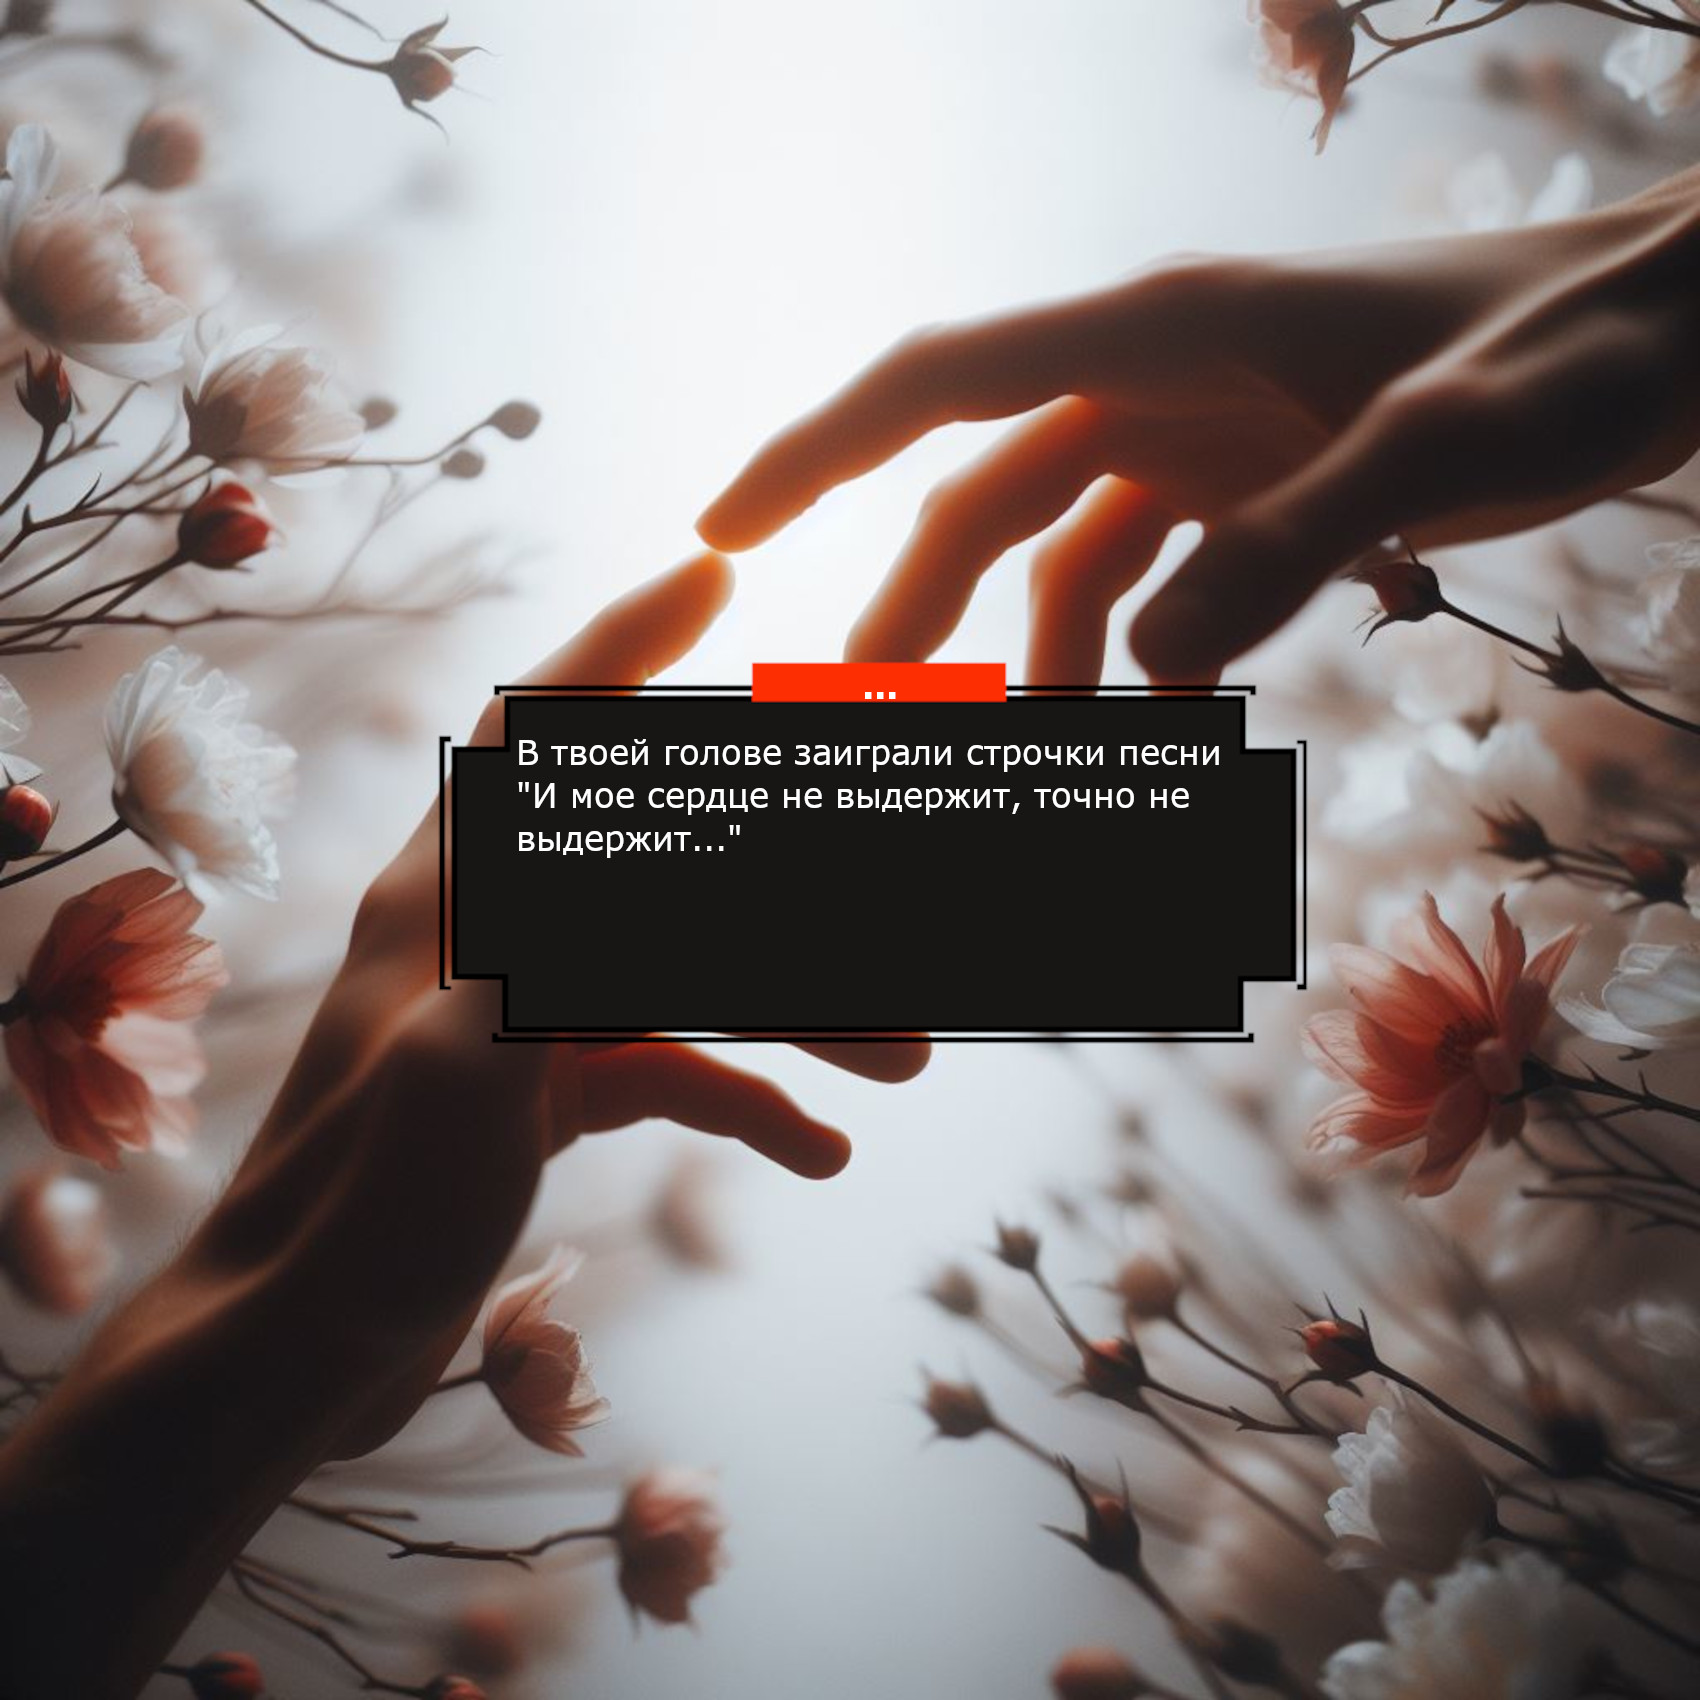 ...
В твоей голове заиграли строчки песни
"И мое сердце не выдержит, точно не
выдержит..."